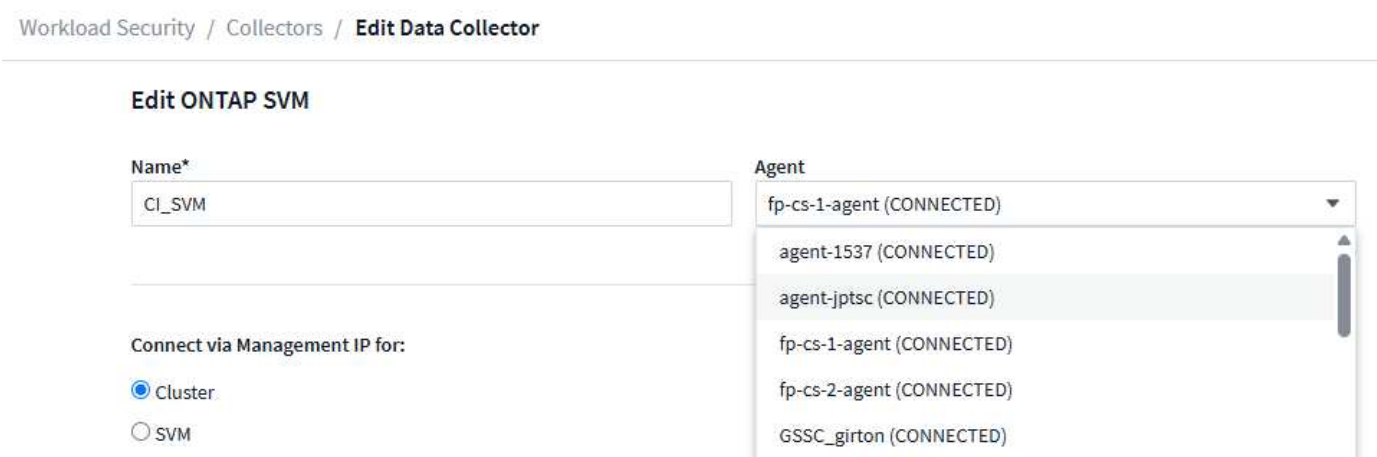 Workload Security / Collectors / Edit Data Collector
Edit ONTAP SVM
Name*
CI_SVM
Agent
fp-cs-1-agent (CONNECTED)
agent-1537 (CONNECTED)
agent-jptsc (CONNECTED)
fp-cs-1-agent (CONNECTED)
fp-cs-2-agent (CONNECTED)
GSSC_girton (CONNECTED)
Connect via Management IP for:
Cluster
SVM